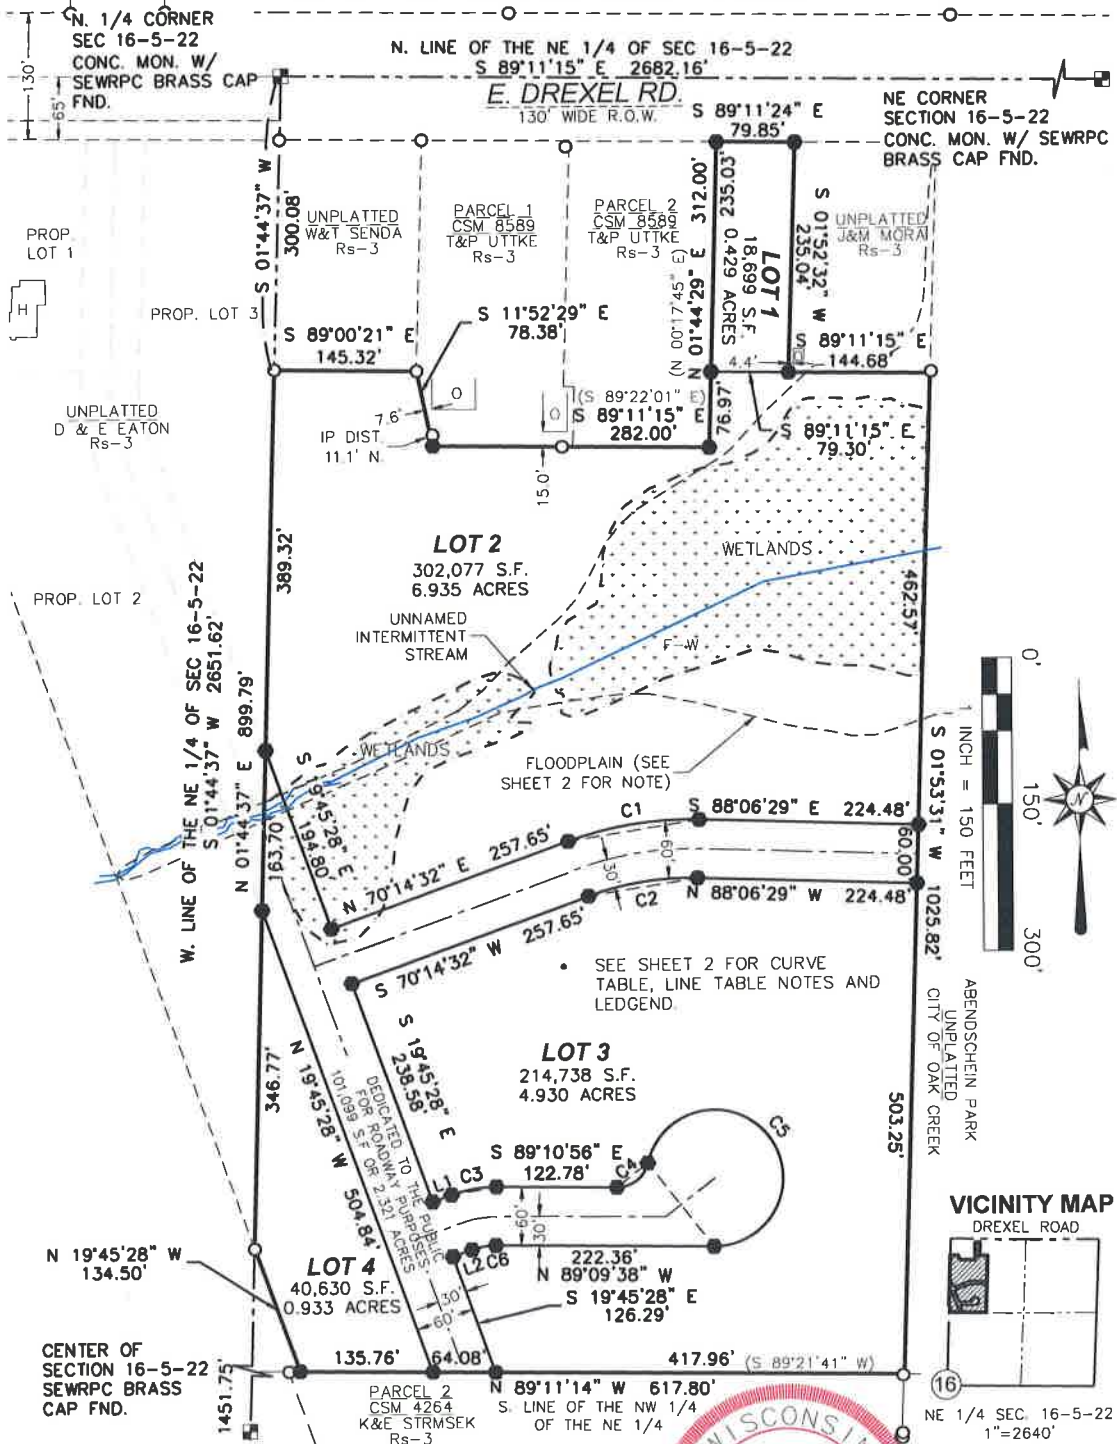 N. 1/4 CORNER
SEC 16-5-22
CONC. MON. W/
SEWRPC BRASS CAP
FND.
130'
65'
N. LINE OF THE NE 1/4 OF SEC 16-5-22
S 89°11'15" E 2682.16'
E. DREXEL RD.
130' WIDE R.O.W.
S 89°11'24" E
79.85'
NE CORNER
SECTION 16-5-22
CONC. MON. W/ SEWRPC
BRASS CAP FND.
S 01°44'37" W
300.08'
UNPLATTED
W&T SENDA
Rs-3
PARCEL 1
CSM 8589
T&P UTTKE
Rs-3
PARCEL 2
CSM 8589
T&P UTTKE
Rs-3
(N 00°17'45" E)
N 01°44'29" E 312.00'
235.03'
LOT 1
18,699 S.F.
0.429 ACRES
S 01°52'32" W
235.04'
UNPLATTED
J&M MORA
Rs-3
PROP.
LOT 1
H
PROP. LOT 3
S 89°00'21" E
145.32'
S 11°52'29" E
78.38'
S 89°11'15" E
144.68'
4.4'
UNPLATTED
D & E EATON
Rs-3
7.6'
O
O
IP DIST.
11.1' N.
(S 89°22'01" E)
S 89°11'15" E
282.00'
76.97'
S 89°11'15" E
79.30'
15.0'
389.32'
LOT 2
302,077 S.F.
6.935 ACRES
WETLANDS
462.57'
PROP. LOT 2
UNNAMED
INTERMITTENT
STREAM
F-W
W. LINE OF THE NE 1/4 OF SEC 16-5-22
S 01°44'37" W 2651.62'
N 01°44'37" E 899.79'
WETLANDS
FLOODPLAIN (SEE
SHEET 2 FOR NOTE)
0'
150'
300'
1 INCH = 150 FEET
N
S 01°53'31" W 1025.82'
S 19°45'28" E
194.80'
163.70'
C1
S 88°06'29" E 224.48'
60.00'
N 70°14'32" E 257.65'
30'
60'
C2
N 88°06'29" W 224.48'
S 70°14'32" W 257.65'
• SEE SHEET 2 FOR CURVE
TABLE, LINE TABLE NOTES AND
LEDGEND.
ABENDSCHEIN PARK
UNPLATTED
CITY OF OAK CREEK
346.77'
S 19°45'28" E
238.58'
LOT 3
214,738 S.F.
4.930 ACRES
503.25'
N 19°45'28" W 504.84'
DEDICATED TO THE PUBLIC
FOR ROADWAY PURPOSES
101,099 S.F. OR 2.321 ACRES
S 89°10'56" E
122.78'
L1
C3
C4
C5
60'
30'
L2
C6
222.36'
N 89°09'38" W
S 19°45'28" E
126.29'
N 19°45'28" W
134.50'
LOT 4
40,630 S.F.
0.933 ACRES
30'
60'
VICINITY MAP
DREXEL ROAD
16
NE 1/4 SEC. 16-5-22
1"=2640'
CENTER OF
SECTION 16-5-22
SEWRPC BRASS
CAP FND.
1451.75'
135.76'
64.08'
417.96' (S 89°21'41" W)
PARCEL 2
CSM 4264
K&E STRMSEK
Rs-3
N 89°11'14" W 617.80'
S. LINE OF THE NW 1/4
OF THE NE 1/4
WISCONSIN